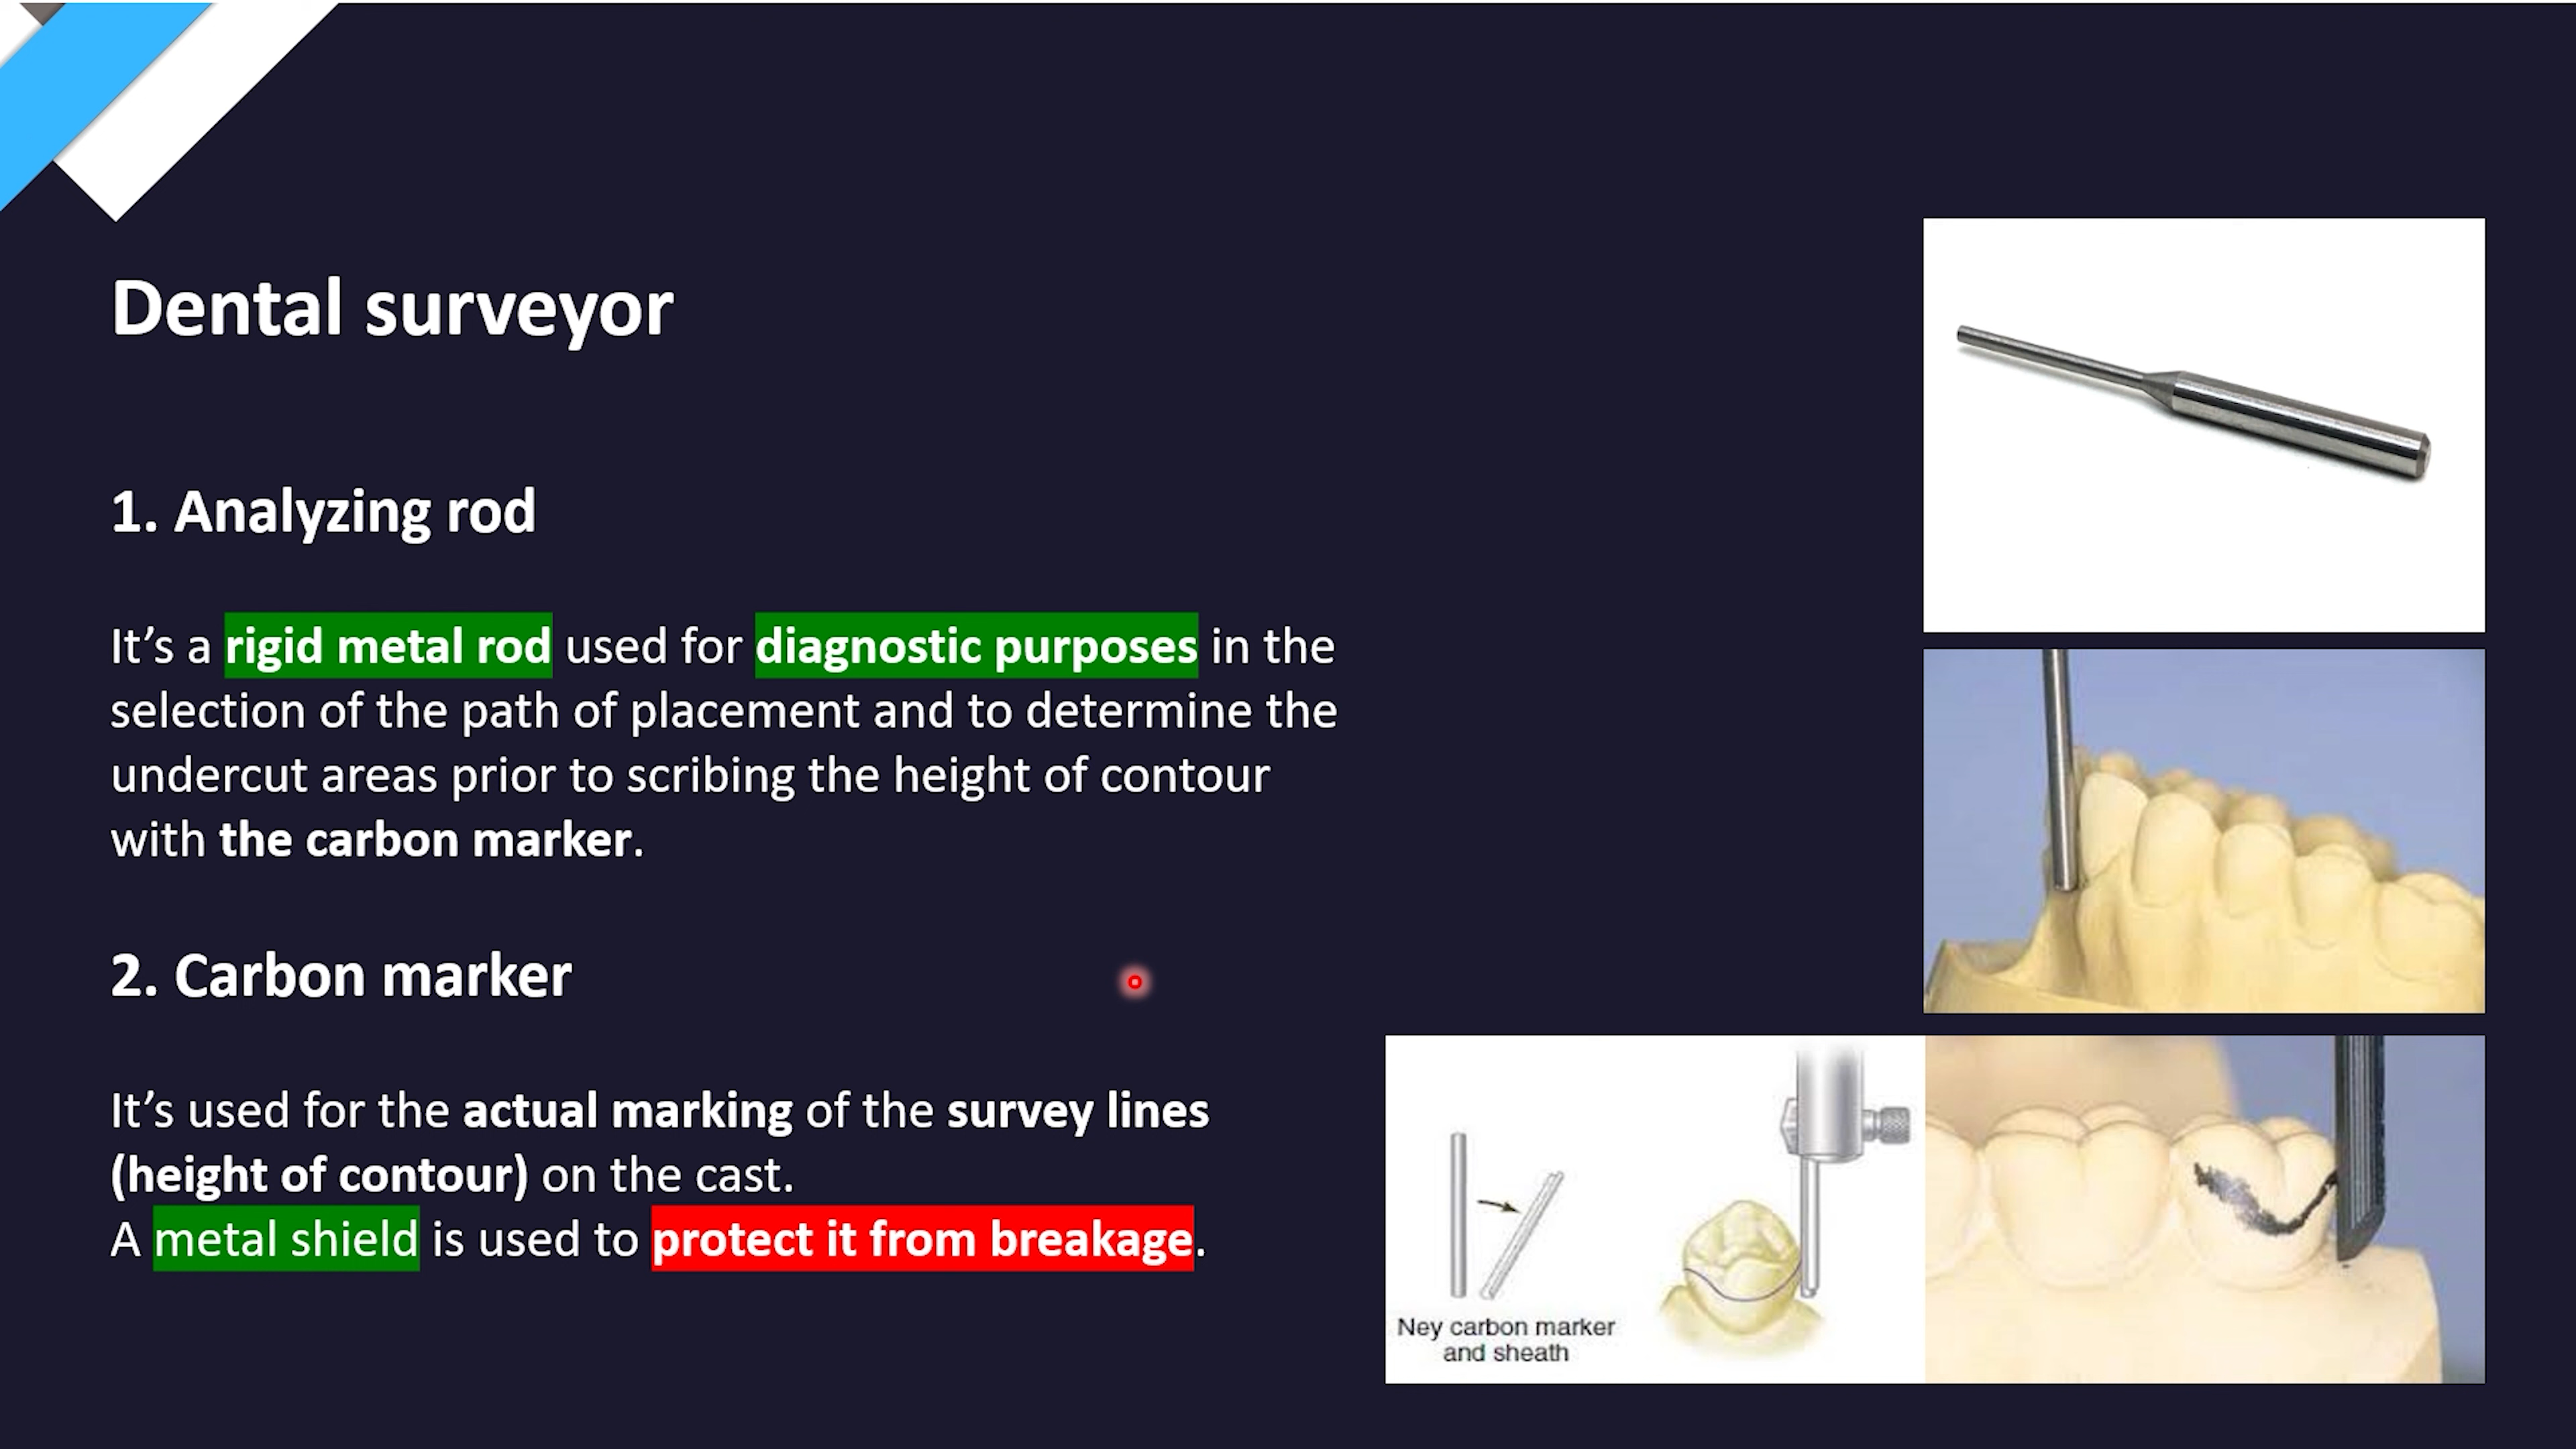 Dental surveyor
1. Analyzing rod
It’s a rigid metal rod used for diagnostic purposes in the
selection of the path of placement and to determine the
undercut areas prior to scribing the height of contour
with the carbon marker.
2. Carbon marker
It’s used for the actual marking of the survey lines
(height of contour) on the cast.
A metal shield is used to protect it from breakage.
Ney carbon marker
and sheath